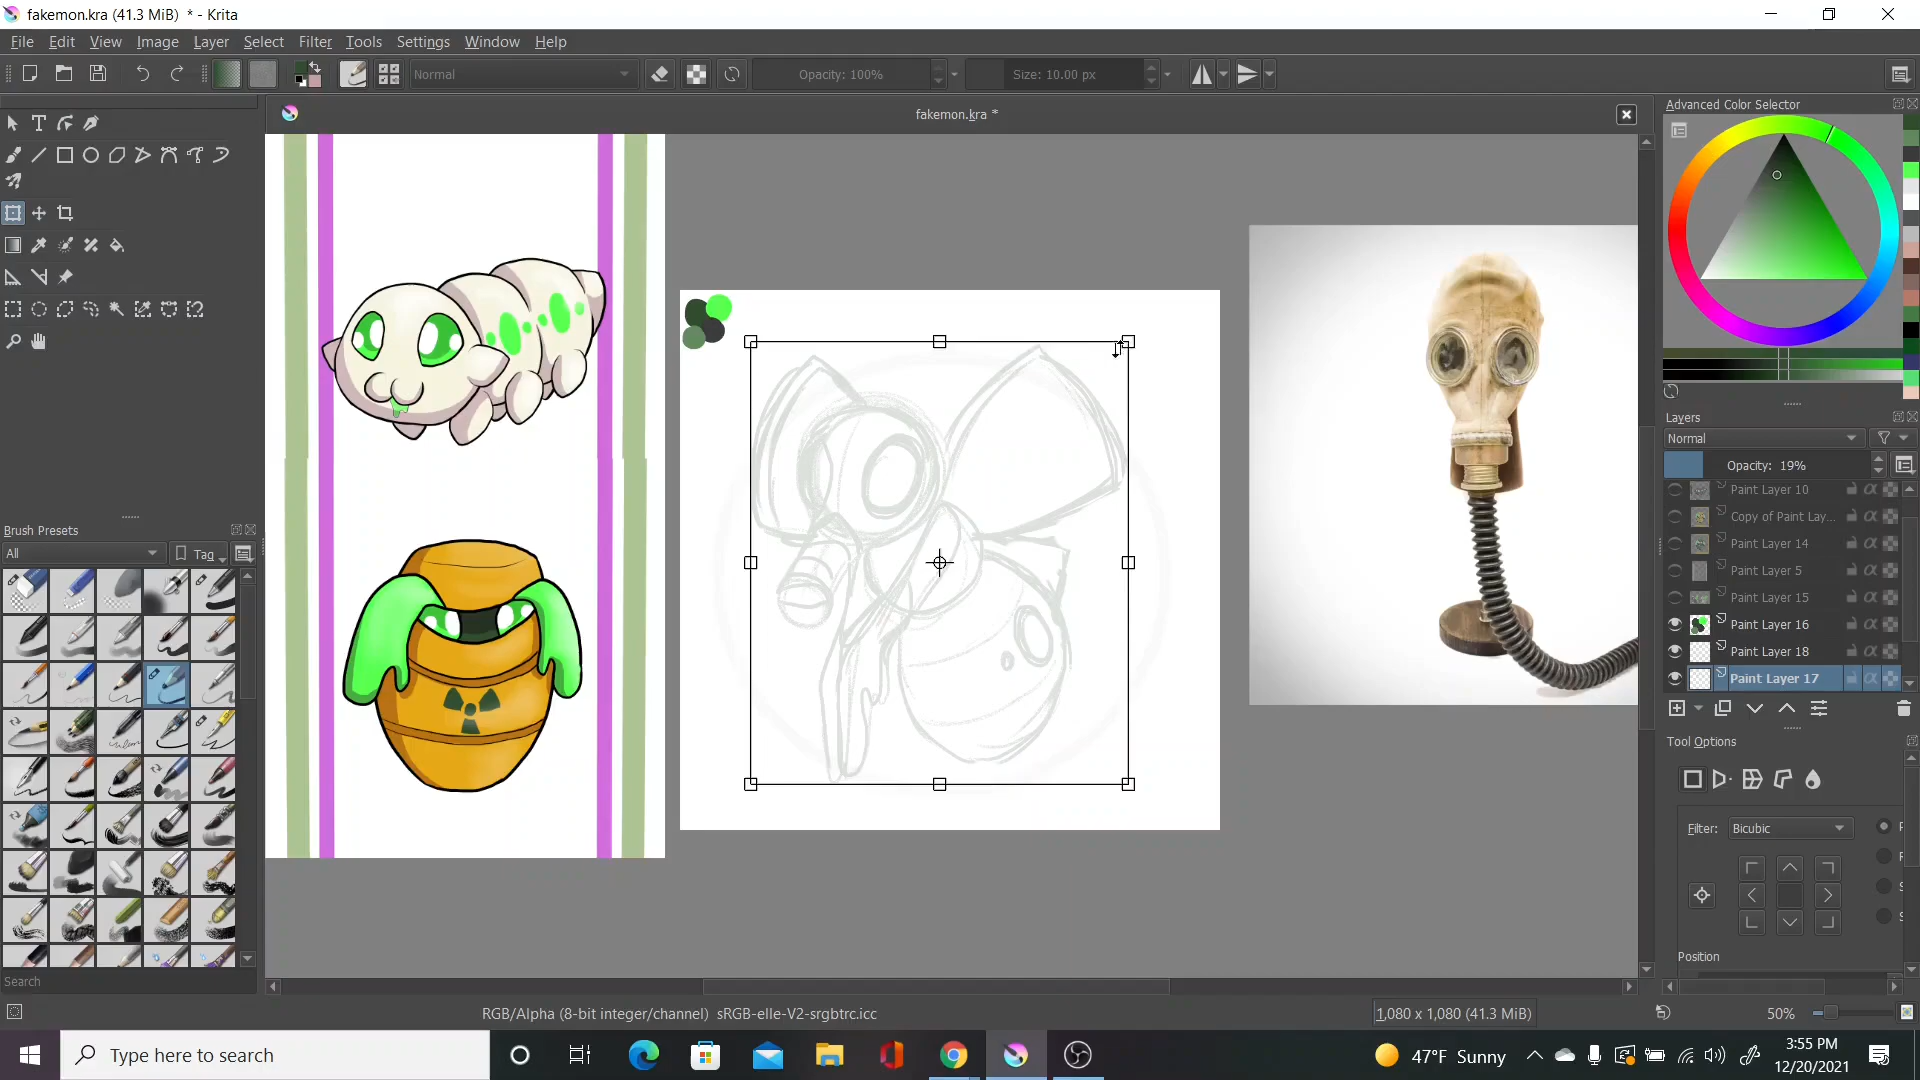 fakemon.kra (41.3 MiB)  * - Krita
File Edit View Image Layer Select Filter Tools Settings Window Help
Normal
Opacity: 100%
Size: 10.00 px
fakemon.kra *
Advanced Color Selector
Layers
Normal
Opacity:  19%
Paint Layer 10
Copy of Paint Lay...
Paint Layer 14
Paint Layer 5
Paint Layer 15
Paint Layer 16
Paint Layer 18
Paint Layer 17
Brush Presets
All
Tag
Search
Tool Options
Filter: Bicubic
Position
RGB/Alpha (8-bit integer/channel)  sRGB-elle-V2-srgbtrc.icc
1,080 x 1,080 (41.3 MiB)
50%
Type here to search
47°F Sunny
3:55 PM
12/20/2021